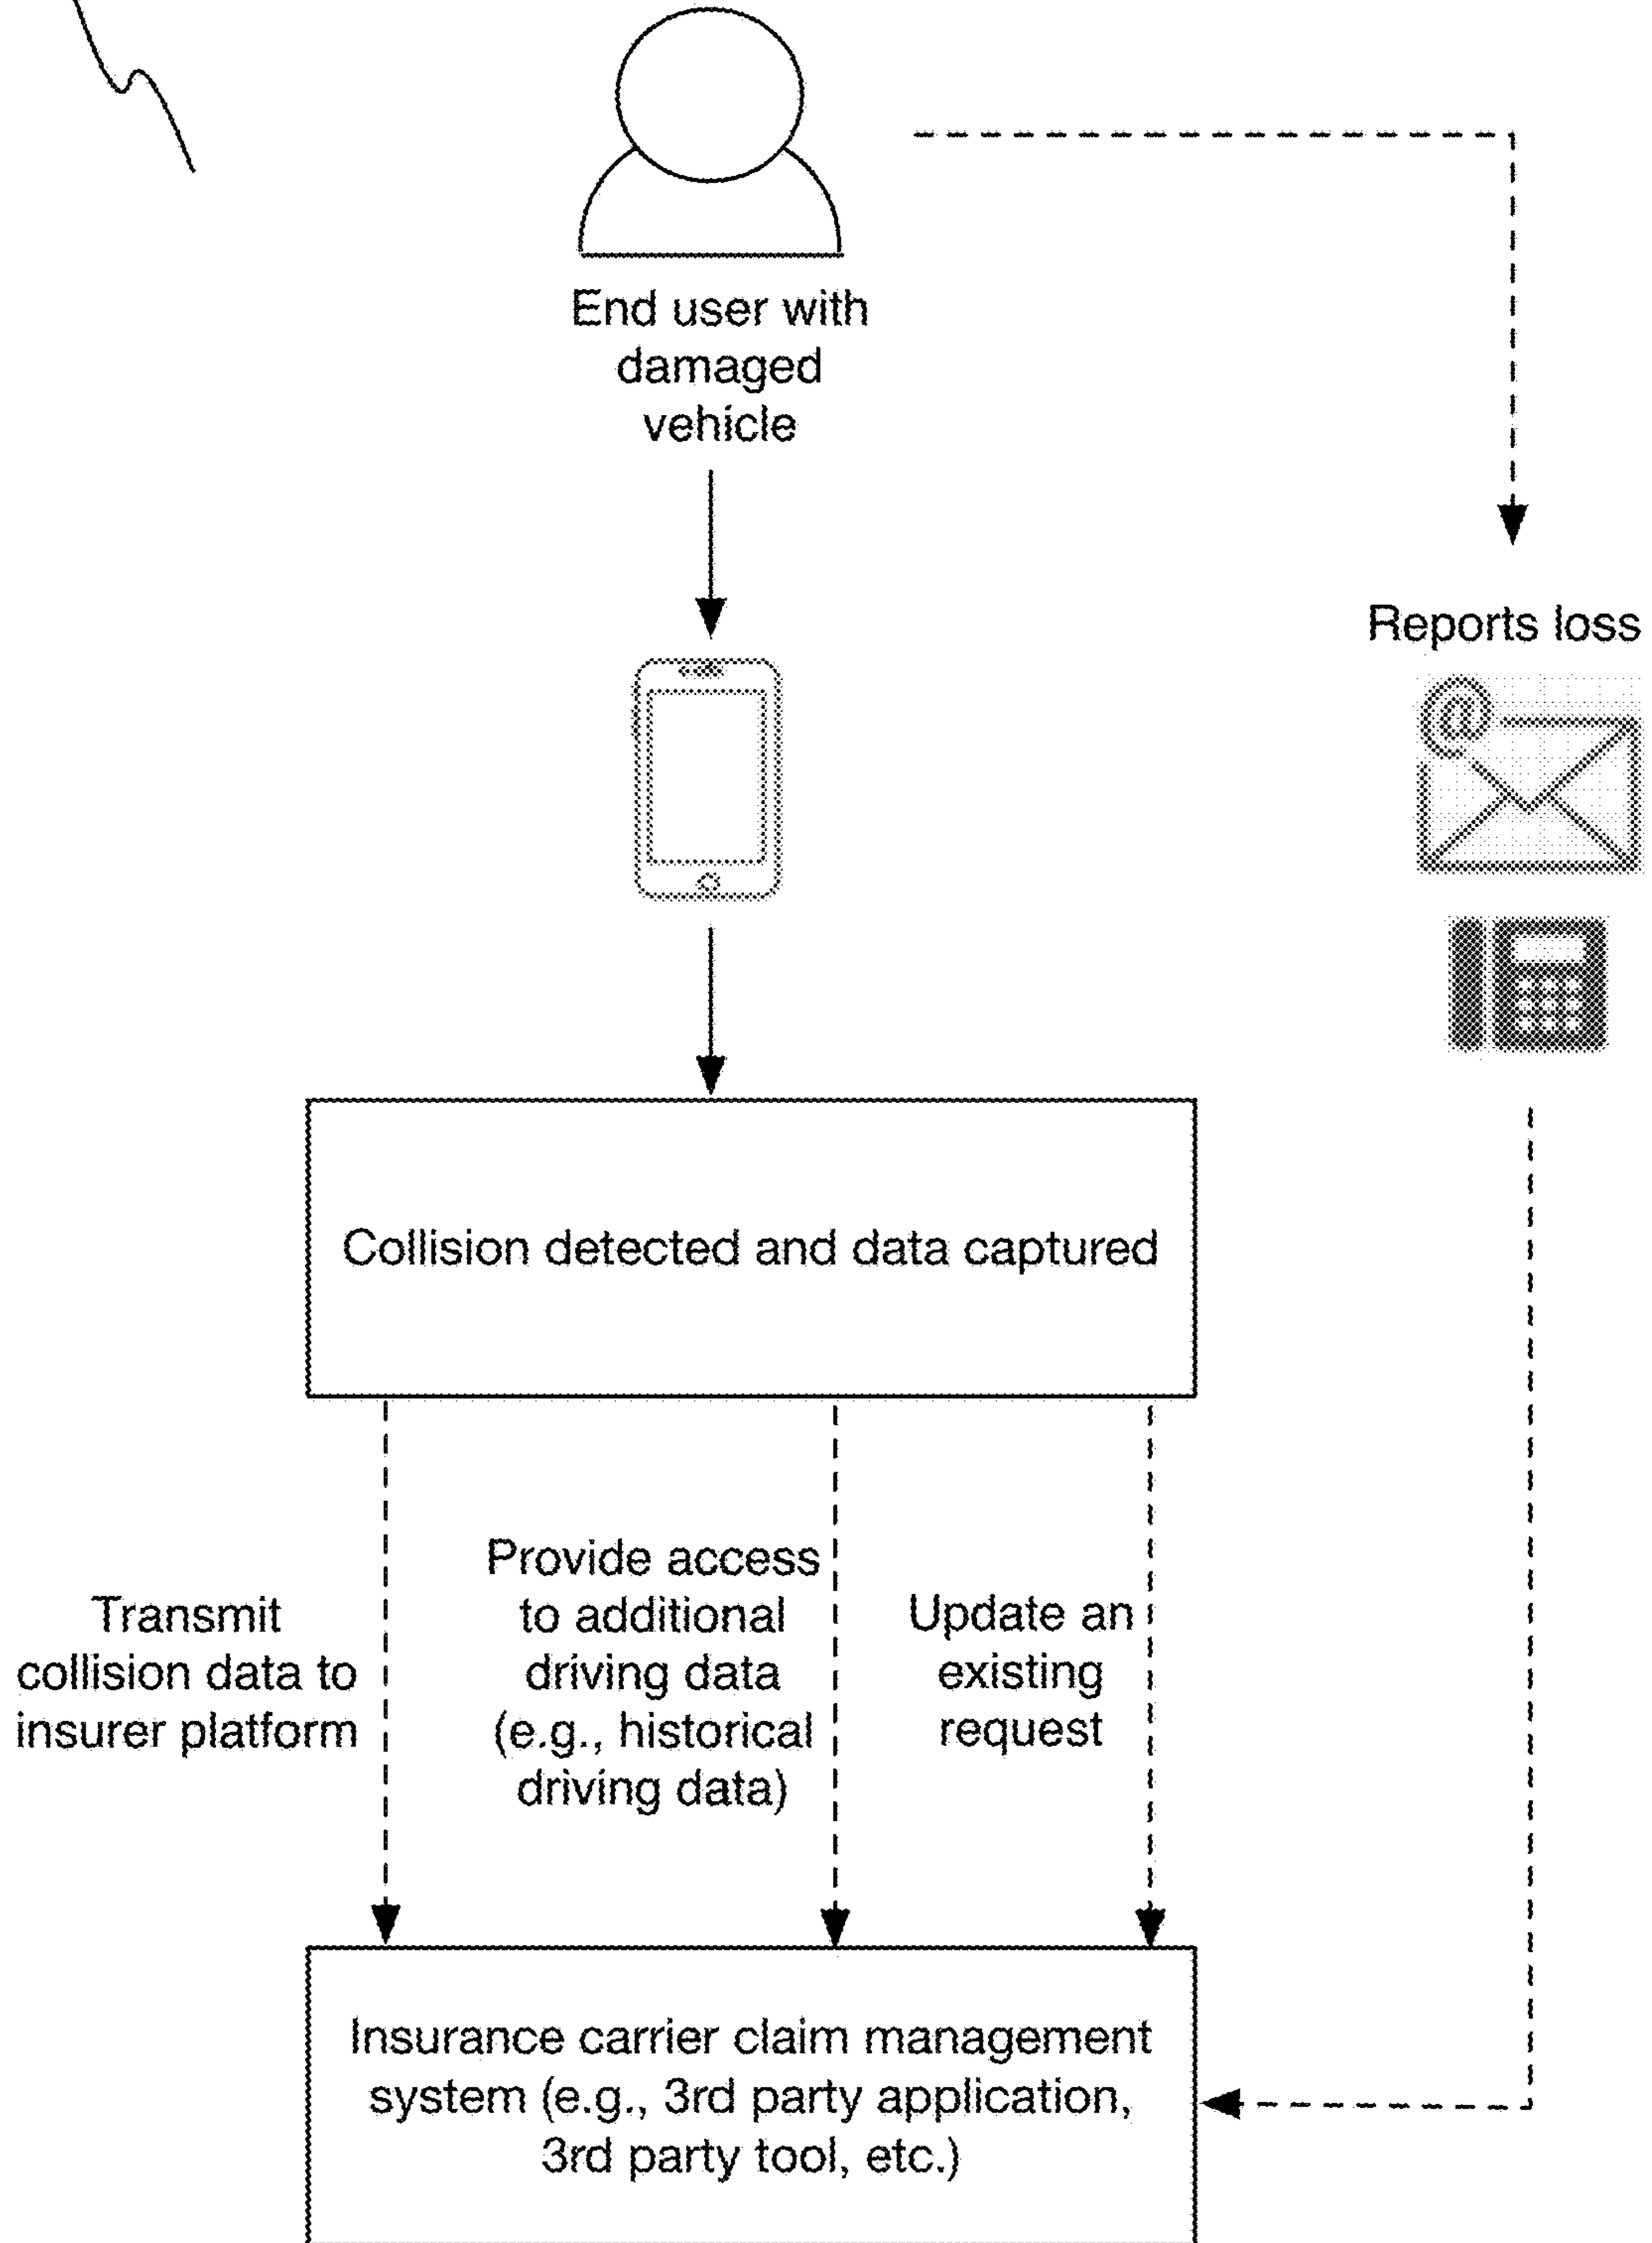 End user with
damaged
vehicle
Reports loss
@
Collision detected and data captured
Transmit
collision data to
insurer platform
Provide access
to additional
driving data
(e.g., historical
driving data)
Update an
existing
request
Insurance carrier claim management
system (e.g., 3rd party application,
3rd party tool, etc.)